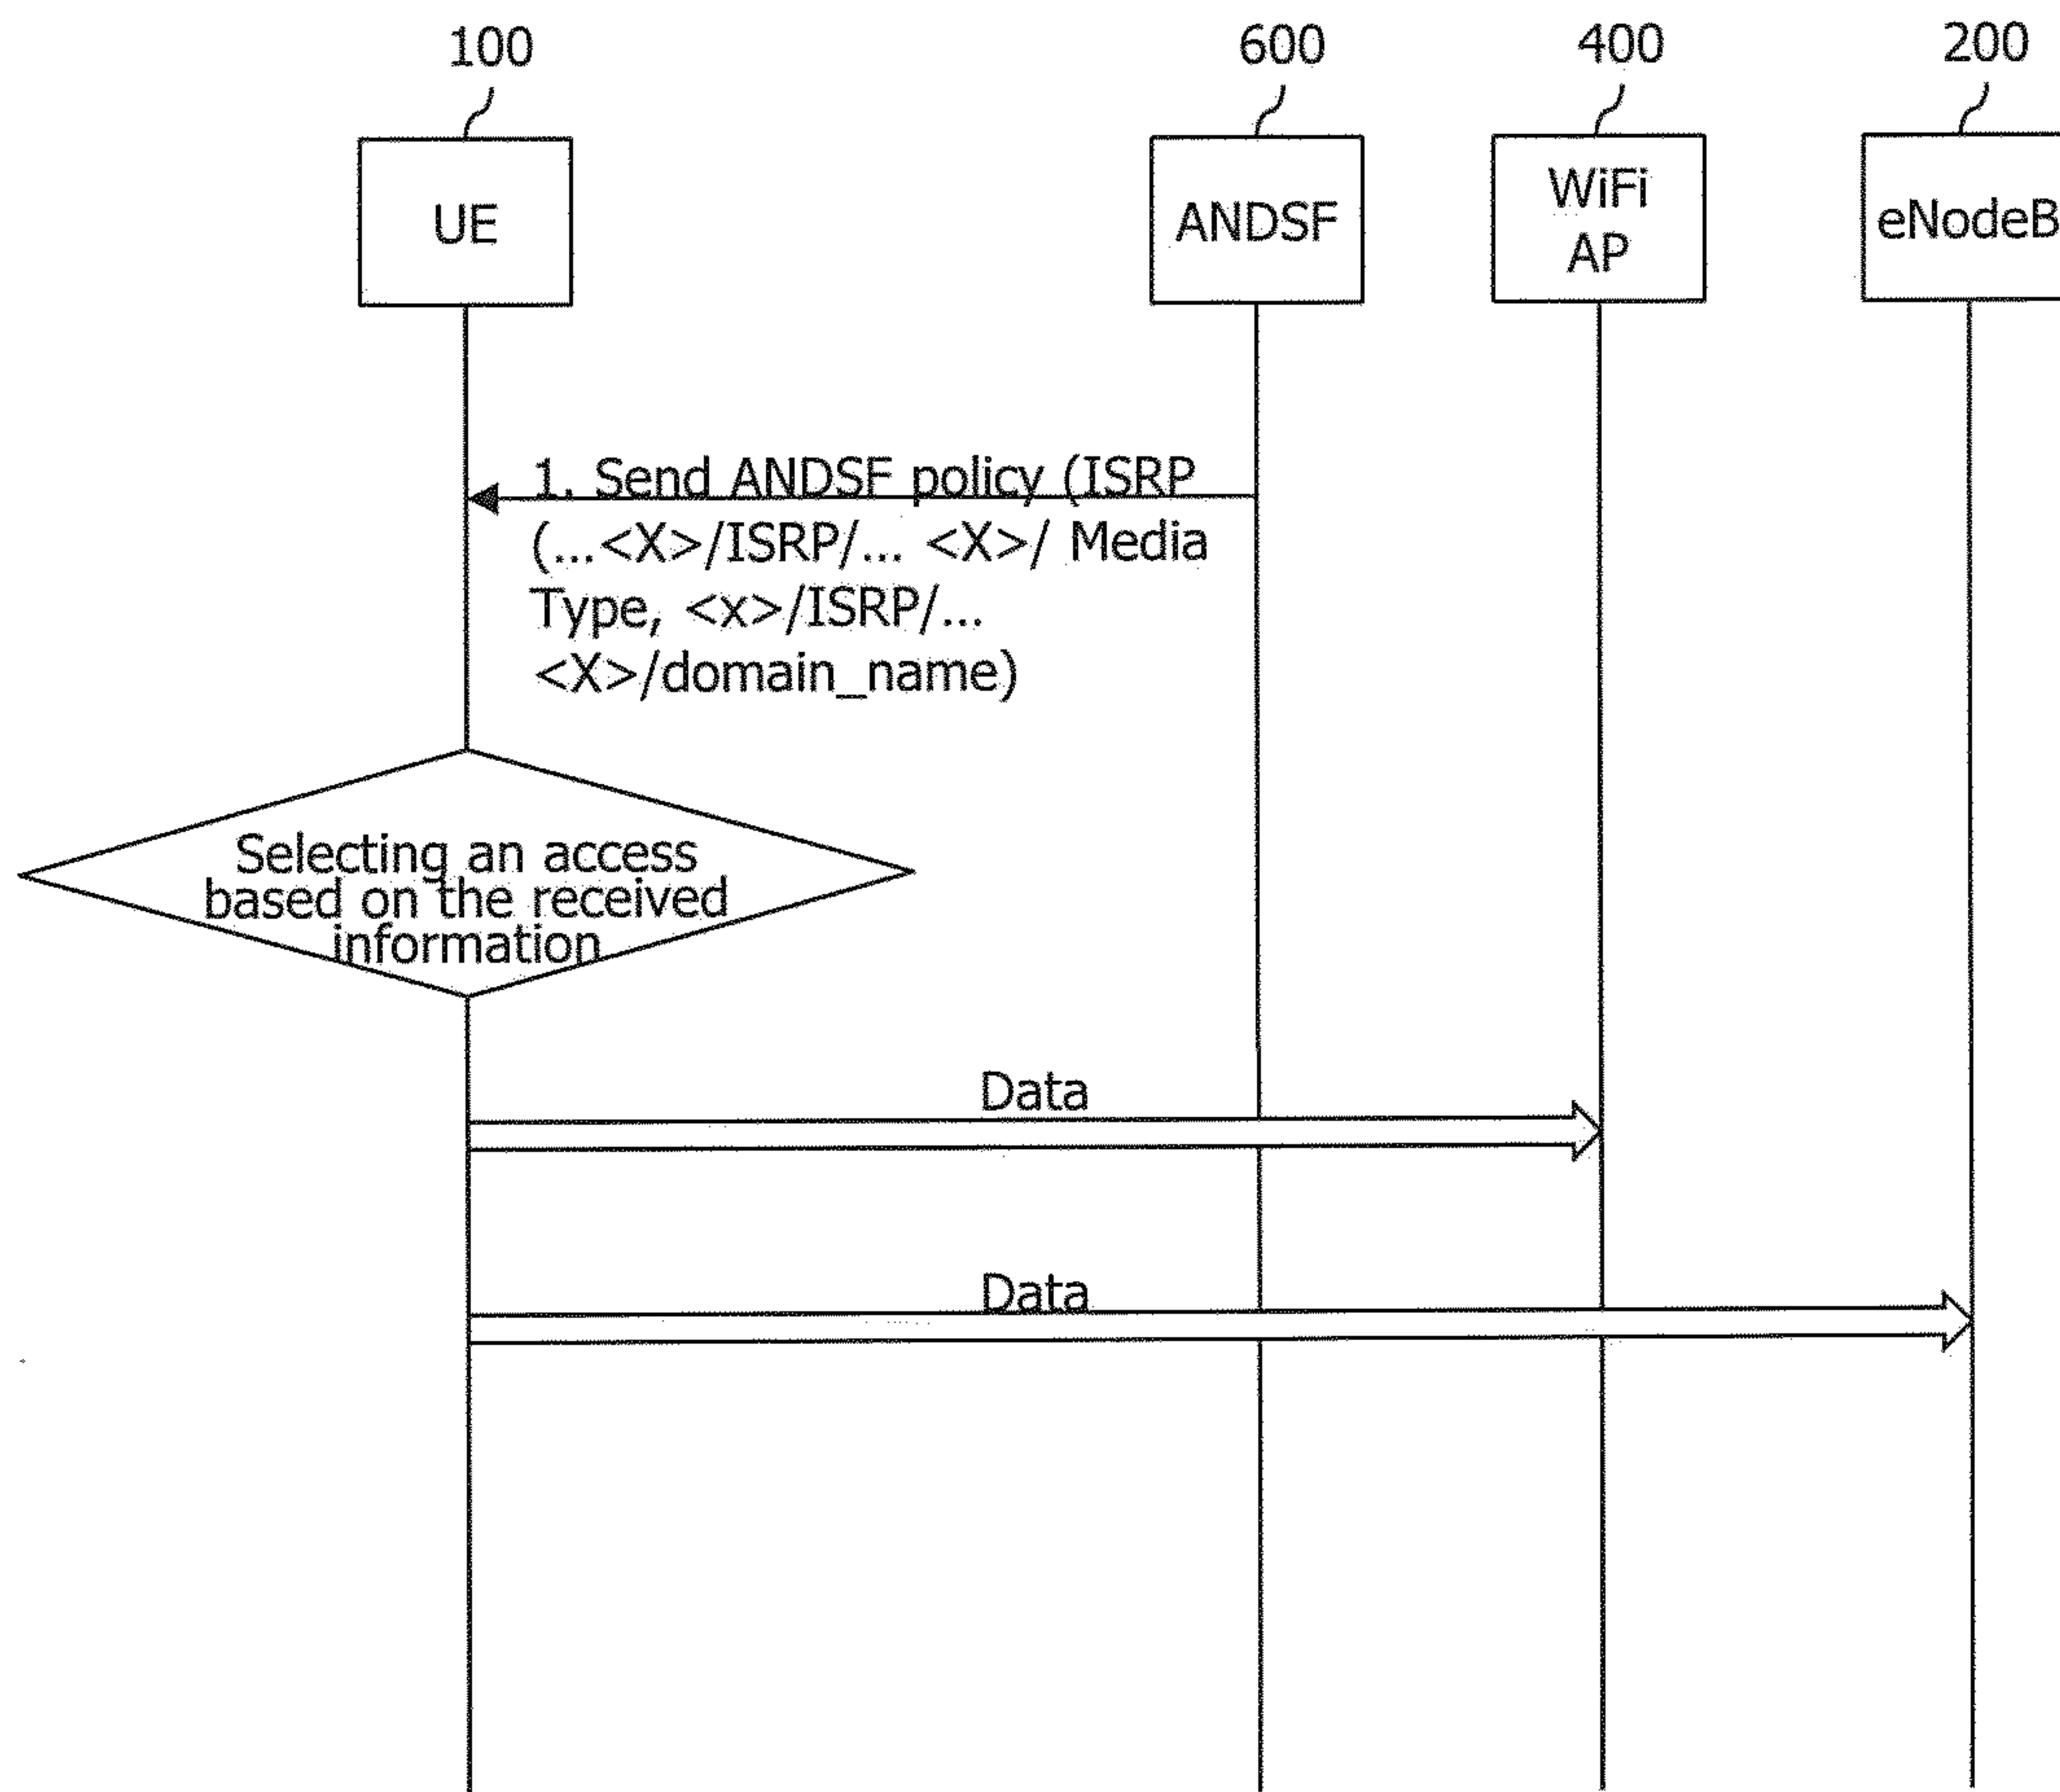 100
600
400
200
UE
ANDSF
WiFi
AP
eNodeB
1. Send ANDSF policy (ISRP
(...<X>/ISRP/... <X>/ Media
Type, <x>/ISRP/...
<X>/domain_name)
Selecting an access
based on the received
information
Data
Data